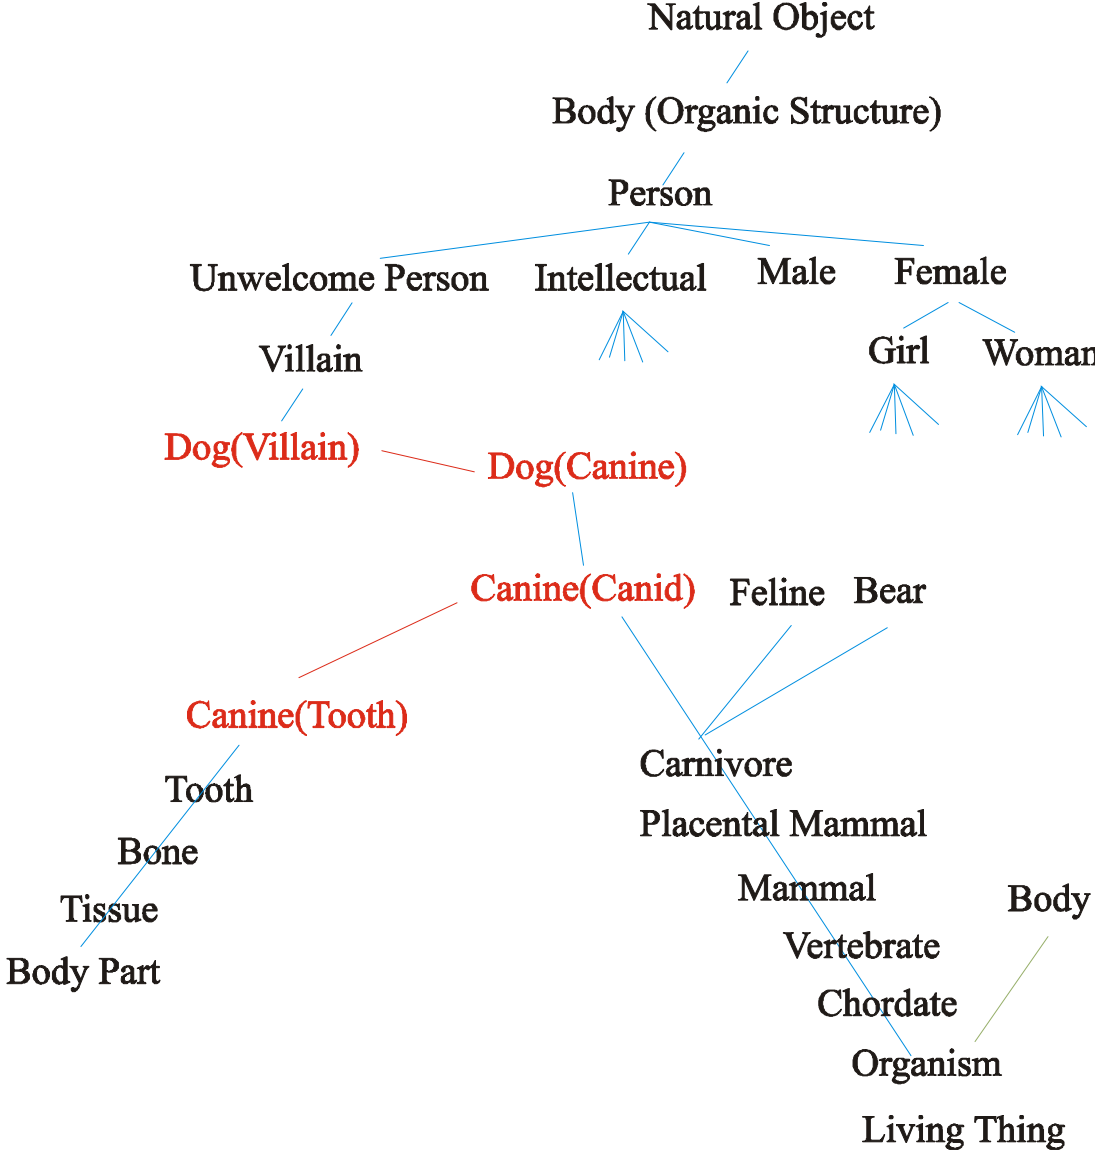 Natural Object
Body (Organic Structure)
Person
Unwelcome Person
Intellectual
Male
Female
Villain
Girl
Woman
Dog(Villain)
Dog(Canine)
Canine(Canid)
Feline
Bear
Canine(Tooth)
Tooth
Bone
Tissue
Body Part
Carnivore
Placental Mammal
Mammal
Body
Vertebrate
Chordate
Organism
Living Thing